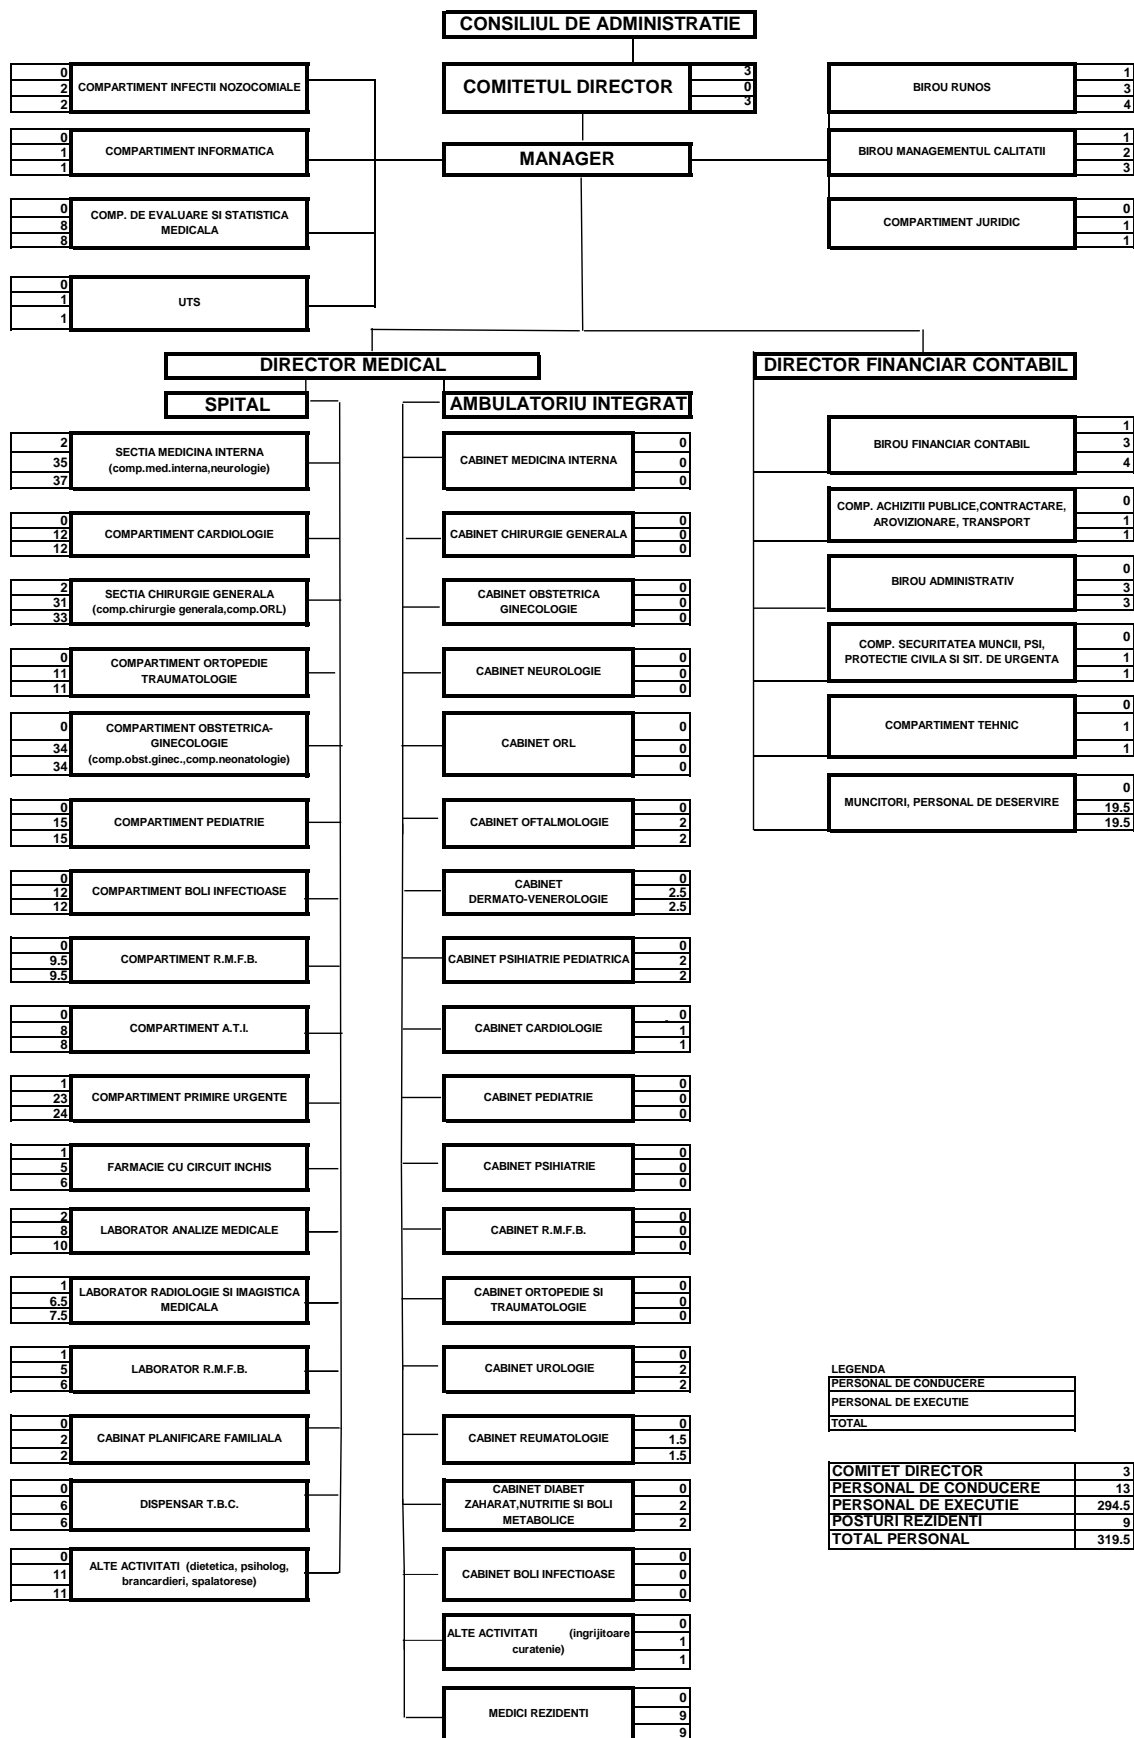 CONSILIUL DE ADMINISTRATIE
COMITETUL DIRECTOR
3
0
3
MANAGER
0
2
2
COMPARTIMENT INFECTII NOZOCOMIALE
0
1
1
COMPARTIMENT INFORMATICA
0
8
8
COMP. DE EVALUARE SI STATISTICA
MEDICALA
0
1
1
UTS
BIROU RUNOS
1
3
4
BIROU MANAGEMENTUL CALITATII
1
2
3
COMPARTIMENT JURIDIC
0
1
1
DIRECTOR MEDICAL
SPITAL
2
35
37
SECTIA MEDICINA INTERNA
(comp.med.interna,neurologie)
0
12
12
COMPARTIMENT CARDIOLOGIE
2
31
33
SECTIA CHIRURGIE GENERALA
(comp.chirurgie generala,comp.ORL)
0
11
11
COMPARTIMENT ORTOPEDIE
TRAUMATOLOGIE
0
34
34
COMPARTIMENT OBSTETRICA-
GINECOLOGIE
(comp.obst.ginec.,comp.neonatologie)
0
15
15
COMPARTIMENT PEDIATRIE
0
12
12
COMPARTIMENT BOLI INFECTIOASE
0
9.5
9.5
COMPARTIMENT R.M.F.B.
0
8
8
COMPARTIMENT A.T.I.
1
23
24
COMPARTIMENT PRIMIRE URGENTE
1
5
6
FARMACIE CU CIRCUIT INCHIS
2
8
10
LABORATOR ANALIZE MEDICALE
1
6.5
7.5
LABORATOR RADIOLOGIE SI IMAGISTICA
MEDICALA
1
5
6
LABORATOR R.M.F.B.
0
2
2
CABINAT PLANIFICARE FAMILIALA
0
6
6
DISPENSAR T.B.C.
0
11
11
ALTE ACTIVITATI (dietetica, psiholog,
brancardieri, spalatorese)
AMBULATORIU INTEGRAT
CABINET MEDICINA INTERNA
0
0
0
CABINET CHIRURGIE GENERALA
0
0
0
CABINET OBSTETRICA
GINECOLOGIE
0
0
0
CABINET NEUROLOGIE
0
0
0
CABINET ORL
0
0
0
CABINET OFTALMOLOGIE
0
2
2
CABINET
DERMATO-VENEROLOGIE
0
2.5
2.5
CABINET PSIHIATRIE PEDIATRICA
0
2
2
CABINET CARDIOLOGIE
0
1
1
CABINET PEDIATRIE
0
0
0
CABINET PSIHIATRIE
0
0
0
CABINET R.M.F.B.
0
0
0
CABINET ORTOPEDIE SI
TRAUMATOLOGIE
0
0
0
CABINET UROLOGIE
0
2
2
CABINET REUMATOLOGIE
0
1.5
1.5
CABINET DIABET
ZAHARAT,NUTRITIE SI BOLI
METABOLICE
0
2
2
CABINET BOLI INFECTIOASE
0
0
0
ALTE ACTIVITATI (ingrijitoare
curatenie)
0
1
1
MEDICI REZIDENTI
0
9
9
DIRECTOR FINANCIAR CONTABIL
BIROU FINANCIAR CONTABIL
1
3
4
COMP. ACHIZITII PUBLICE,CONTRACTARE,
AROVIZIONARE, TRANSPORT
0
1
1
BIROU ADMINISTRATIV
0
3
3
COMP. SECURITATEA MUNCII, PSI,
PROTECTIE CIVILA SI SIT. DE URGENTA
0
1
1
COMPARTIMENT TEHNIC
0
1
1
MUNCITORI, PERSONAL DE DESERVIRE
0
19.5
19.5
LEGENDA
PERSONAL DE CONDUCERE
PERSONAL DE EXECUTIE
TOTAL
COMITET DIRECTOR 3
PERSONAL DE CONDUCERE 13
PERSONAL DE EXECUTIE 294.5
POSTURI REZIDENTI 9
TOTAL PERSONAL 319.5